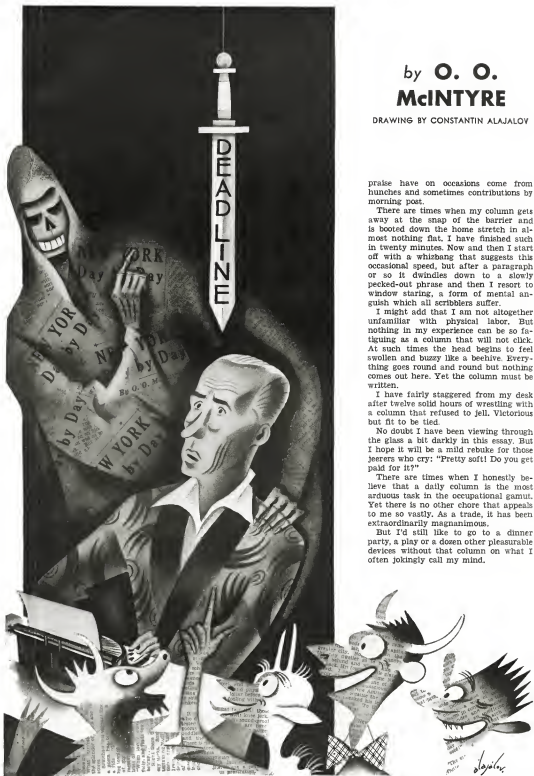 by O. O.
McINTYRE
DRAWING BY CONSTANTIN ALAJALOV
DEADLINE
NEW YORK
Day by Day
NEW YORK
Day by D
NEW YORK
by Day
By O. O. M
by Day
W YORK
by Day
praise have on occasions come from
hunches and sometimes contributions by
morning post.
There are times when my column gets
away at the snap of the barrier and
is booted down the home stretch in al-
most nothing flat. I have finished such
in twenty minutes. Now and then I start
off with a whizbang that suggests this
occasional speed, but after a paragraph
or so it dwindles down to a slowly
pecked-out phrase and then I resort to
window staring, a form of mental an-
guish which all scribblers suffer.
I might add that I am not altogether
unfamiliar with physical labor. But
nothing in my experience can be so fa-
tiguing as a column that will not click.
At such times the head begins to feel
swollen and buzzy like a beehive. Every-
thing goes round and round but nothing
comes out here. Yet the column must be
written.
I have fairly staggered from my desk
after twelve solid hours of wrestling with
a column that refused to jell. Victorious
but fit to be tied.
No doubt I have been viewing through
the glass a bit darkly in this essay. But
I hope it will be a mild rebuke for those
jeerers who cry: "Pretty soft! Do you get
paid for it?"
There are times when I honestly be-
lieve that a daily column is the most
arduous task in the occupational gamut.
Yet there is no other chore that appeals
to me so vastly. As a trade, it has been
extraordinarily magnanimous.
But I'd still like to go to a dinner
party, a play or a dozen other pleasurable
devices without that column on what I
often jokingly call my mind.
alajalov